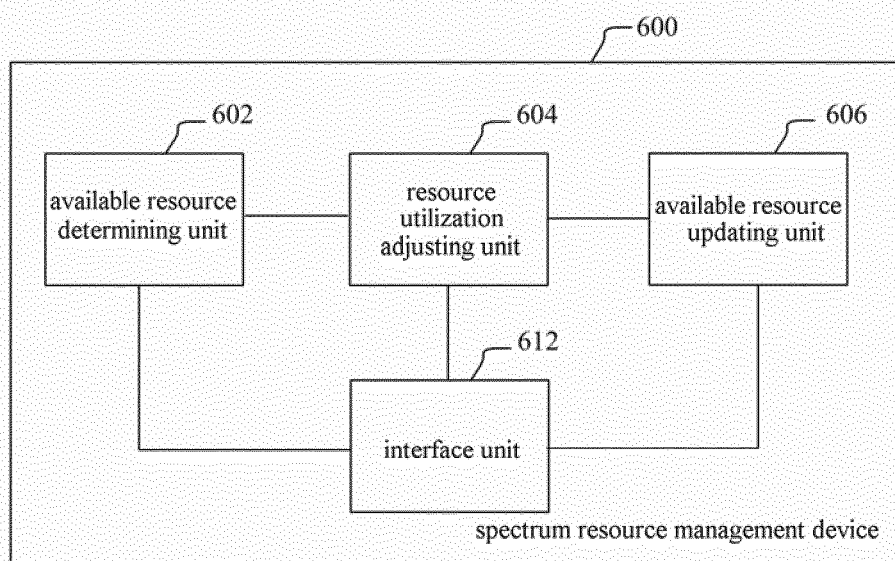 600
602
604
606
available resource
determining unit
resource
utilization
adjusting unit
available resource
updating unit
612
interface unit
spectrum resource management device